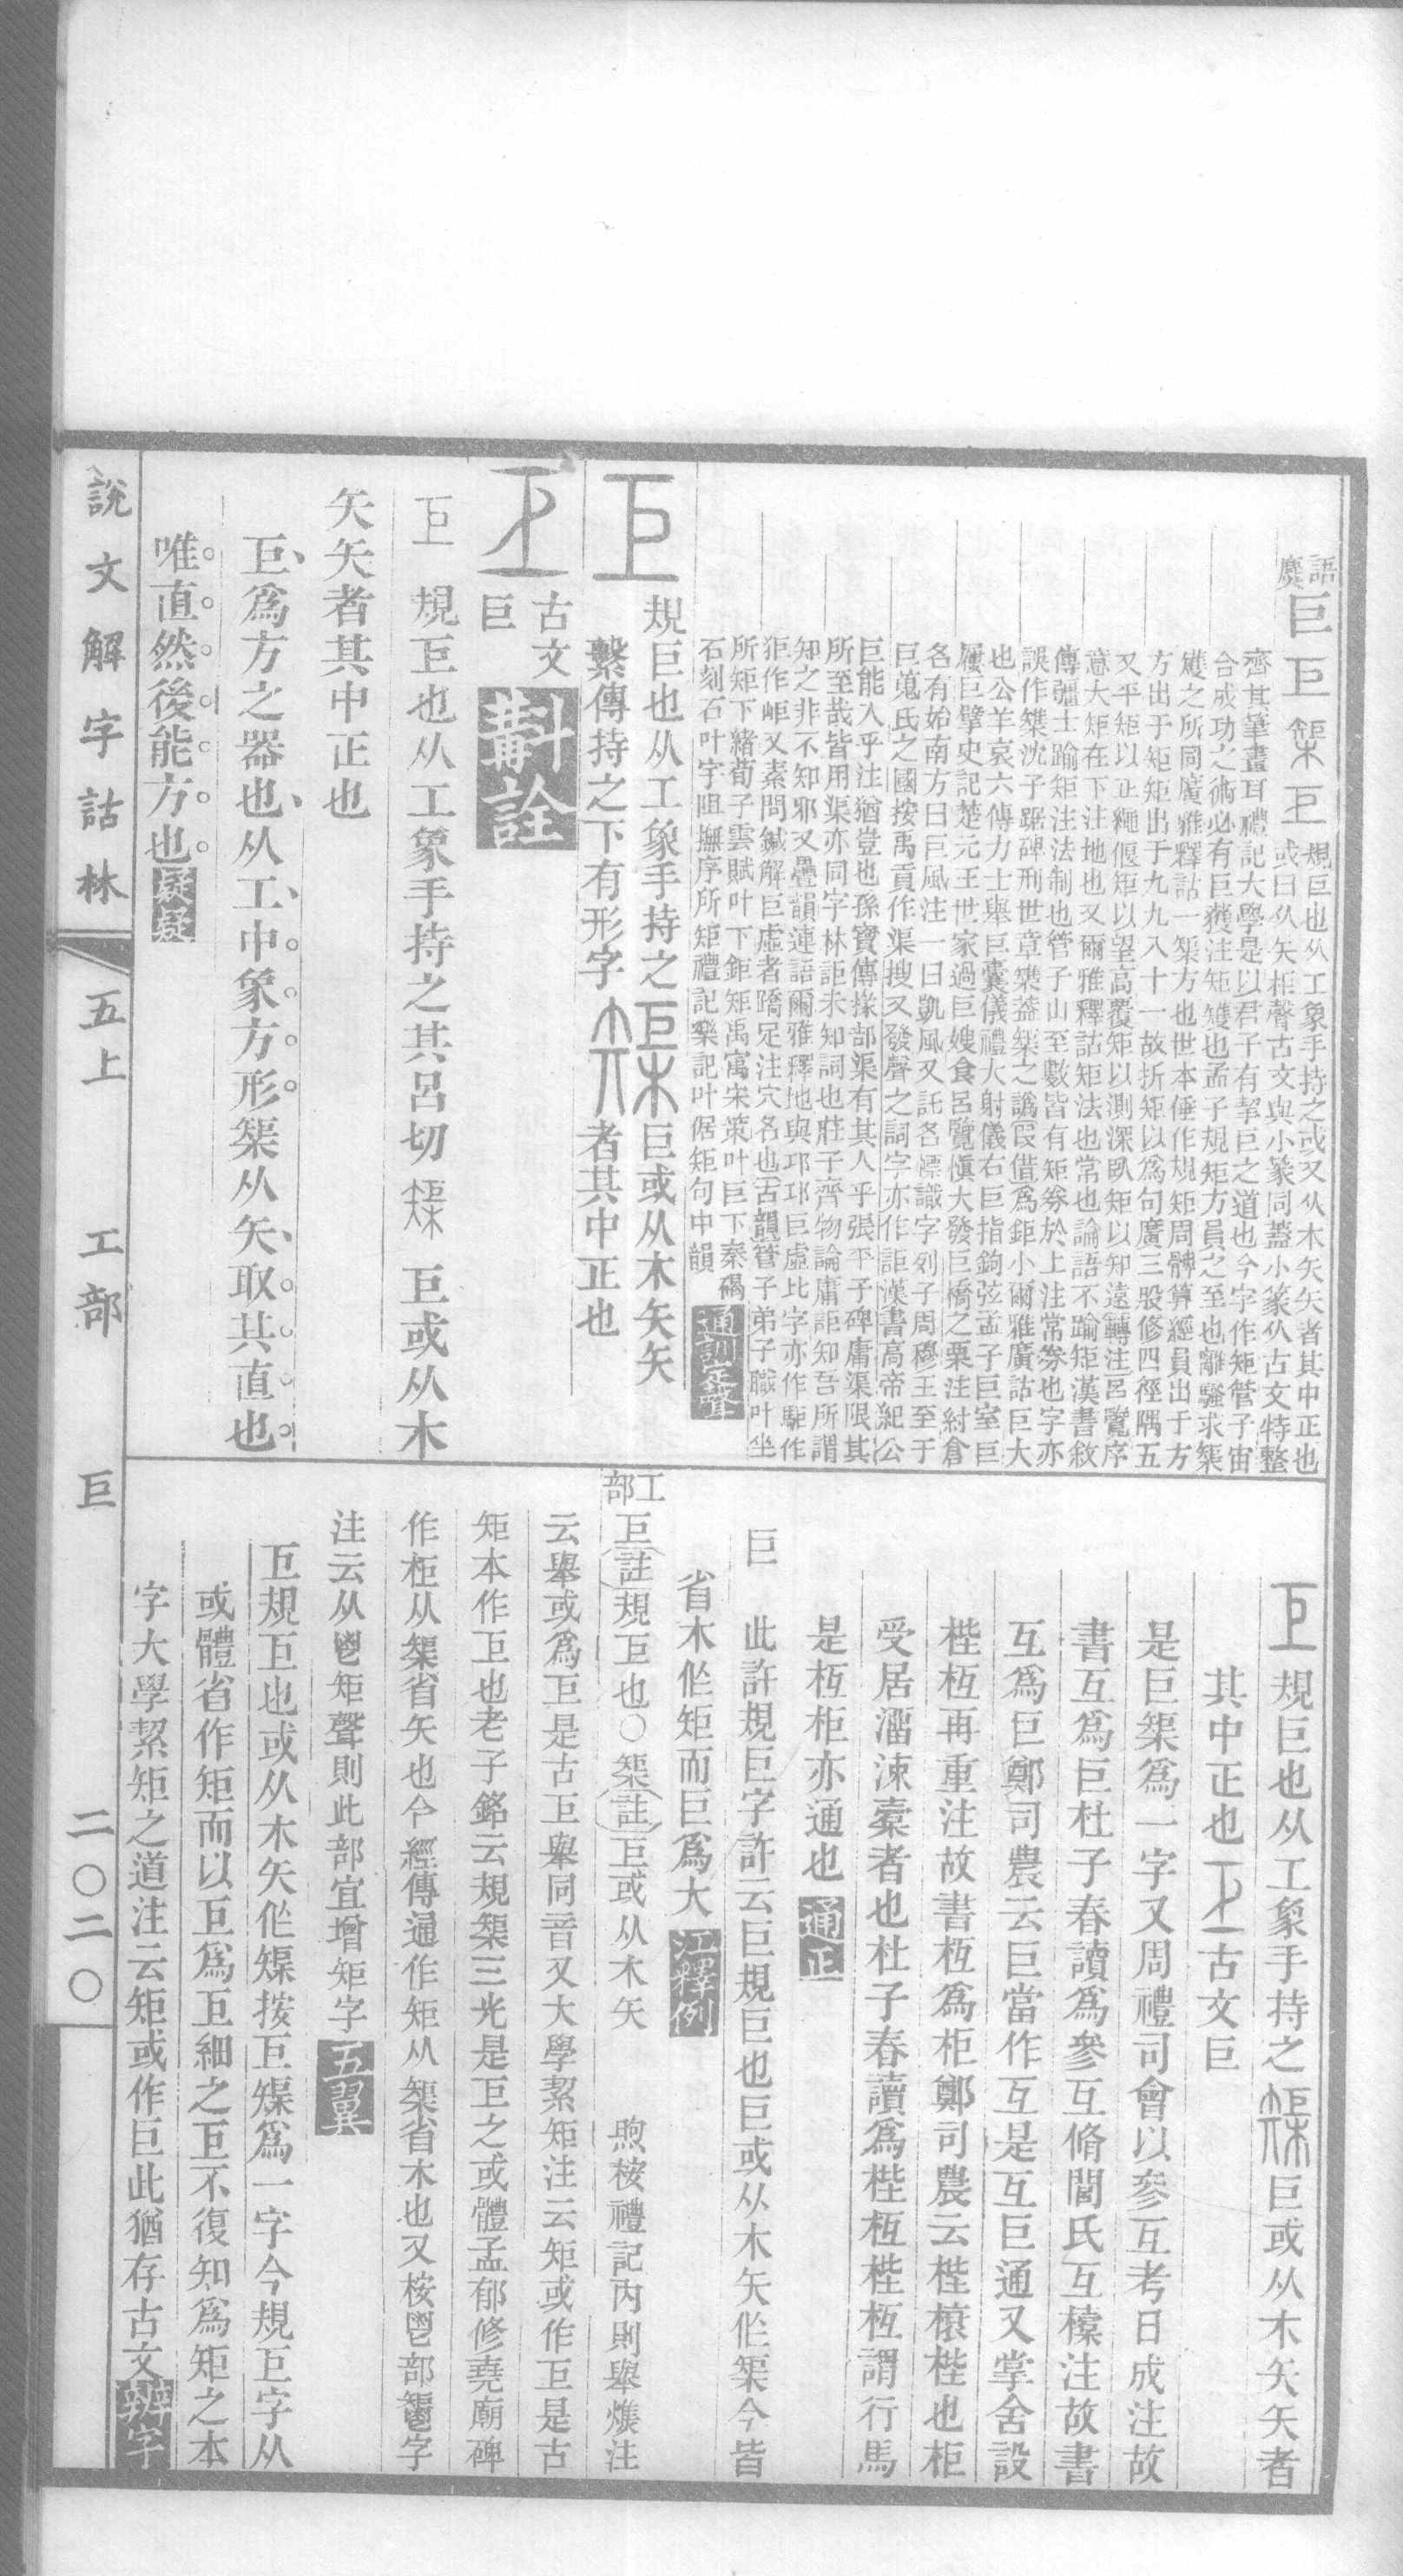 語麌巨
規巨也从工象手持之或又从木矢矢者其中正也
或曰从矢柜聲古文與小篆同蓋小篆从古文特整
齊其筆畫耳禮記大學是以君子有挈巨之道也今字作矩管子宙
合成功之術必有巨獲注矩矱也孟子規矩方員之至也離騷求榘
矱之所同廣雅釋詁一榘方也世本倕作規矩周髀算經員出于方
方出于矩矩出于九九八十一故折矩以爲句廣三股修四徑隅五
又平矩以正繩偃矩以望高覆矩以測深臥矩以知遠轉注呂覽序
意大矩在下注地也又爾雅釋詁矩法也常也論語不踰矩漢書敘
傳疆土踰矩注法制也管子山至數皆有矩券於上注常券也字亦
誤作榘沈子琚碑刑世章榘葢榘之譌叚借爲鉅小爾雅廣詁巨大
也公羊哀六傳力士舉巨囊儀禮大射儀右巨指鉤弦孟子巨室巨
屨巨擘史記楚元王世家過巨嫂食呂覽愼大發巨橋之粟注紂倉
名有始南方曰巨風注一曰凱風又託名幖識字列子周穆王至于
巨蒐氏之國按禹貢作渠搜又發聲之詞字亦作詎漢書高帝紀公
巨能入乎注猶豈也孫寶傳掾部渠有其人乎張平子碑庸渠限其
所至哉皆用渠亦同字林詎未知詞也莊子齊物論庸詎知吾所謂
知之非不知邪又疊韻連語爾雅釋地與邛邛巨虛比字亦作駏作
狟作岠又素問鍼解巨虛者蹻足注穴名也古韻管子弟子職叶坐
所矩下緒荀子雲賦叶下鉅矩禹寓宋策叶巨下秦碣
石刻石叶宇阻撫序所矩禮記樂記叶倨矩句中韻通訓定聲
巨規巨也从工象手持之榘巨或从木矢矢
繫傳持之下有形字者其中正也
古文巨斠詮
巨規巨也从工象手持之其呂切榘巨或从木
矢矢者其中正也
巨爲方之器也从工中象方形榘从矢取其直也
唯直然後能方也疑疑
巨規巨也从工象手持之榘巨或从木矢矢者
其中正也古文巨
是巨榘爲一字又周禮司會以參互考日成注故
書互爲巨杜子春讀爲參互脩閭氏互㯓注故書
互爲巨鄭司農云巨當作互是互巨通又掌舍設
梐枑再重注故書枑爲柜鄭司農云梐榱梐也柜
受居溜涑橐者也杜子春讀爲梐枑梐枑謂行馬
是枑柜亦通也通正
巨此許規巨字許云巨規巨也巨或从木矢作榘今皆
省木作矩而巨爲大江釋例
工部巨註規巨也〇榘註巨或从木矢煦桉禮記內則舉燋注
云舉或爲巨是古巨舉同音又大學絜矩注云矩或作巨是古
矩本作巨也老子銘云規榘三光是巨之或體孟郁修堯廟碑
作柜从榘省矢也今經傳通作矩从榘省木也又桉鬯部字
注云从鬯矩聲則此部宜增矩字五翼
巨規巨也或从木矢作榘按巨榘爲一字今規巨字从
或體省作矩而以巨爲巨細之巨不復知爲矩之本
字大學絜矩之道注云矩或作巨此猶存古文辨字
說文解字詁林 五上 工部 巨 二〇二〇